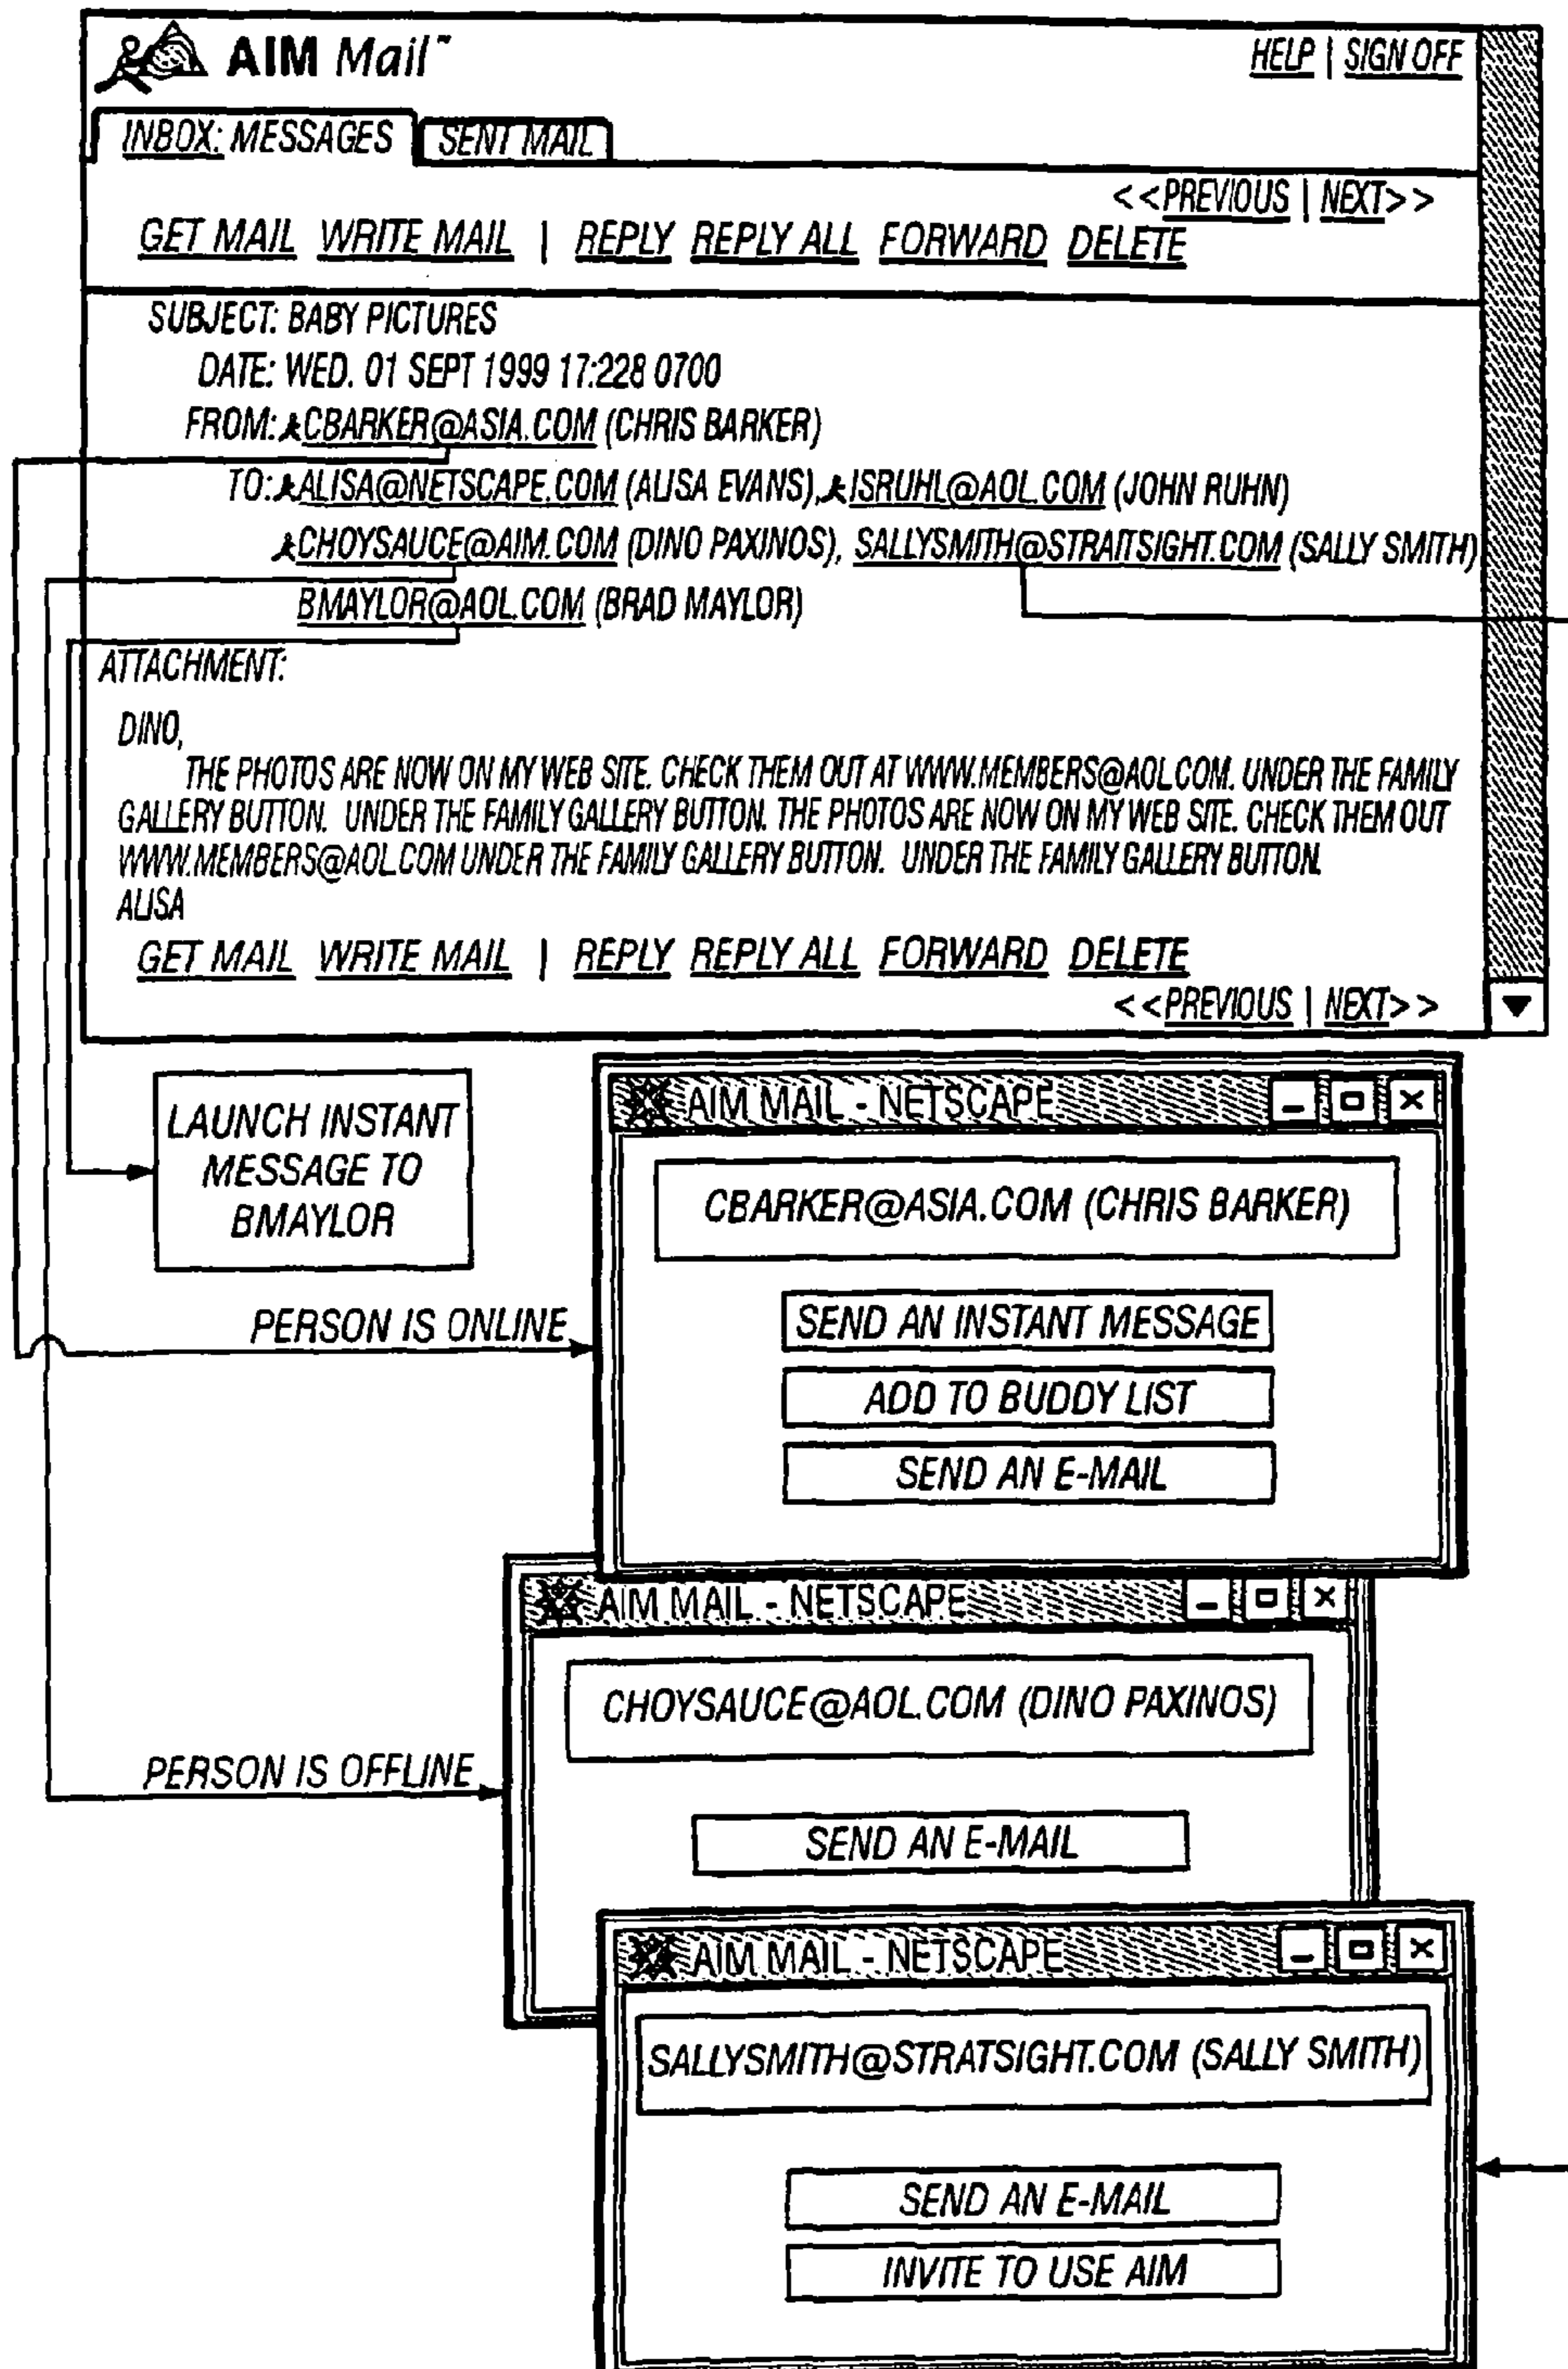 AIM Mail™
HELP | SIGN OFF
INBOX: MESSAGES SENT MAIL
<<PREVIOUS | NEXT>>
GET MAIL WRITE MAIL | REPLY REPLY ALL FORWARD DELETE
SUBJECT: BABY PICTURES
DATE: WED. 01 SEPT 1999 17:228 0700
FROM: CBARKER@ASIA.COM (CHRIS BARKER)
TO: ALISA@NETSCAPE.COM (ALISA EVANS), ISRUHL@AOL.COM (JOHN RUHN)
CHOYSAUCE@AIM.COM (DINO PAXINOS), SALLYSMITH@STRAITSIGHT.COM (SALLY SMITH)
BMAYLOR@AOL.COM (BRAD MAYLOR)
ATTACHMENT:
DINO,
THE PHOTOS ARE NOW ON MY WEB SITE. CHECK THEM OUT AT WWW.MEMBERS@AOL.COM. UNDER THE FAMILY
GALLERY BUTTON. UNDER THE FAMILY GALLERY BUTTON. THE PHOTOS ARE NOW ON MY WEB SITE. CHECK THEM OUT
WWW.MEMBERS@AOL.COM UNDER THE FAMILY GALLERY BUTTON. UNDER THE FAMILY GALLERY BUTTON.
ALISA
GET MAIL WRITE MAIL | REPLY REPLY ALL FORWARD DELETE
<<PREVIOUS | NEXT>>
LAUNCH INSTANT
MESSAGE TO
BMAYLOR
AIM MAIL - NETSCAPE
CBARKER@ASIA.COM (CHRIS BARKER)
SEND AN INSTANT MESSAGE
PERSON IS ONLINE
ADD TO BUDDY LIST
SEND AN E-MAIL
AIM MAIL - NETSCAPE
CHOYSAUCE@AOL.COM (DINO PAXINOS)
PERSON IS OFFLINE
SEND AN E-MAIL
AIM MAIL - NETSCAPE
SALLYSMITH@STRATSIGHT.COM (SALLY SMITH)
SEND AN E-MAIL
INVITE TO USE AIM